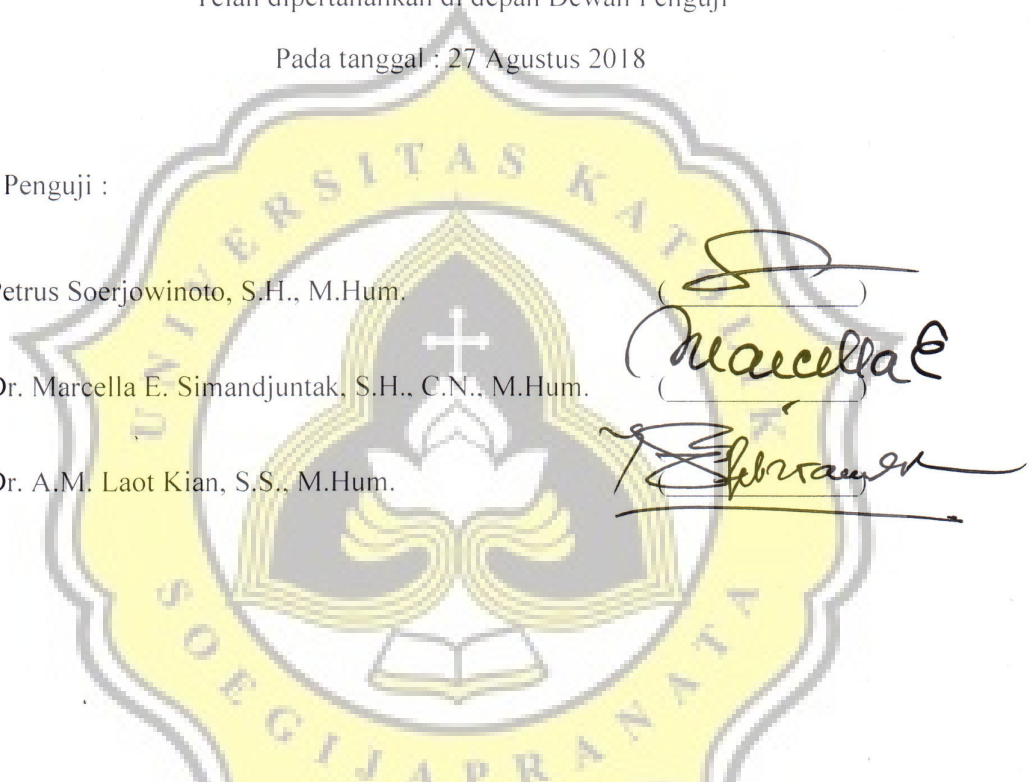 Telah dipertahankan di depan Dewan Penguji
Pada tanggal : 27 Agustus 2018
Penguji :
Petrus Soerjowinoto, S.H., M.Hum.
(                    )
Dr. Marcella E. Simandjuntak, S.H., C.N., M.Hum.
(                    )
Marcella E
Dr. A.M. Laot Kian, S.S., M.Hum.
(                    )
UNIVERSITAS KATOLIK
SOEGIJAPRANATA